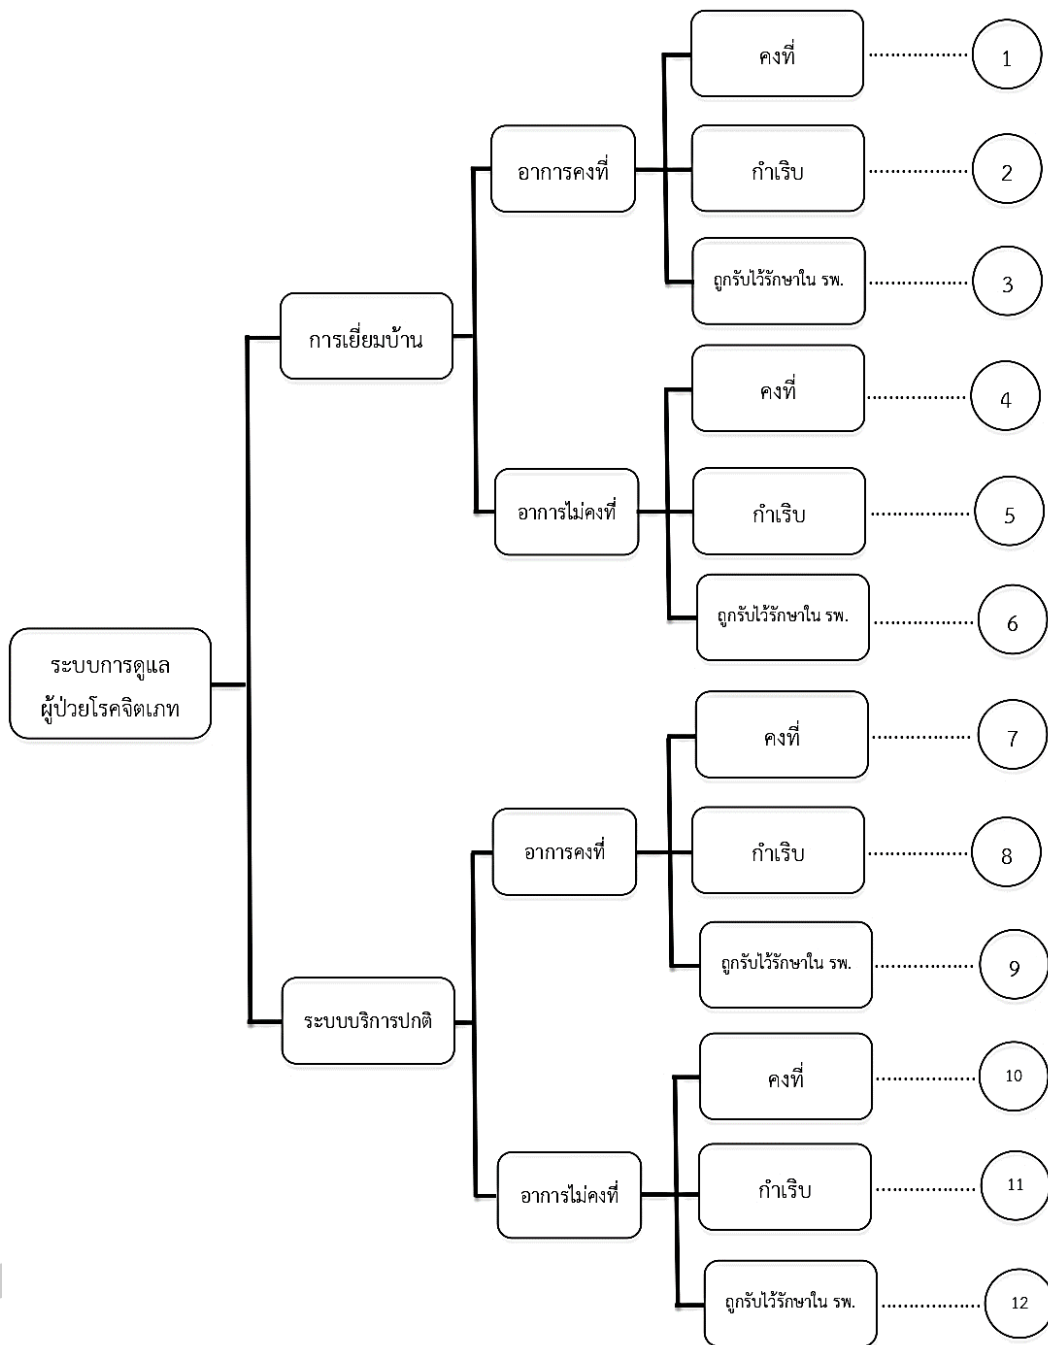 คงที่
1
อาการคงที่
กำเริบ
2
ถูกรับไว้รักษาใน รพ.
3
การเยี่ยมบ้าน
คงที่
4
อาการไม่คงที่
กำเริบ
5
ถูกรับไว้รักษาใน รพ.
6
ระบบการดูแล
ผู้ป่วยโรคจิตเภท
คงที่
7
อาการคงที่
กำเริบ
8
ถูกรับไว้รักษาใน รพ.
9
ระบบบริการปกติ
คงที่
10
อาการไม่คงที่
กำเริบ
11
ถูกรับไว้รักษาใน รพ.
12